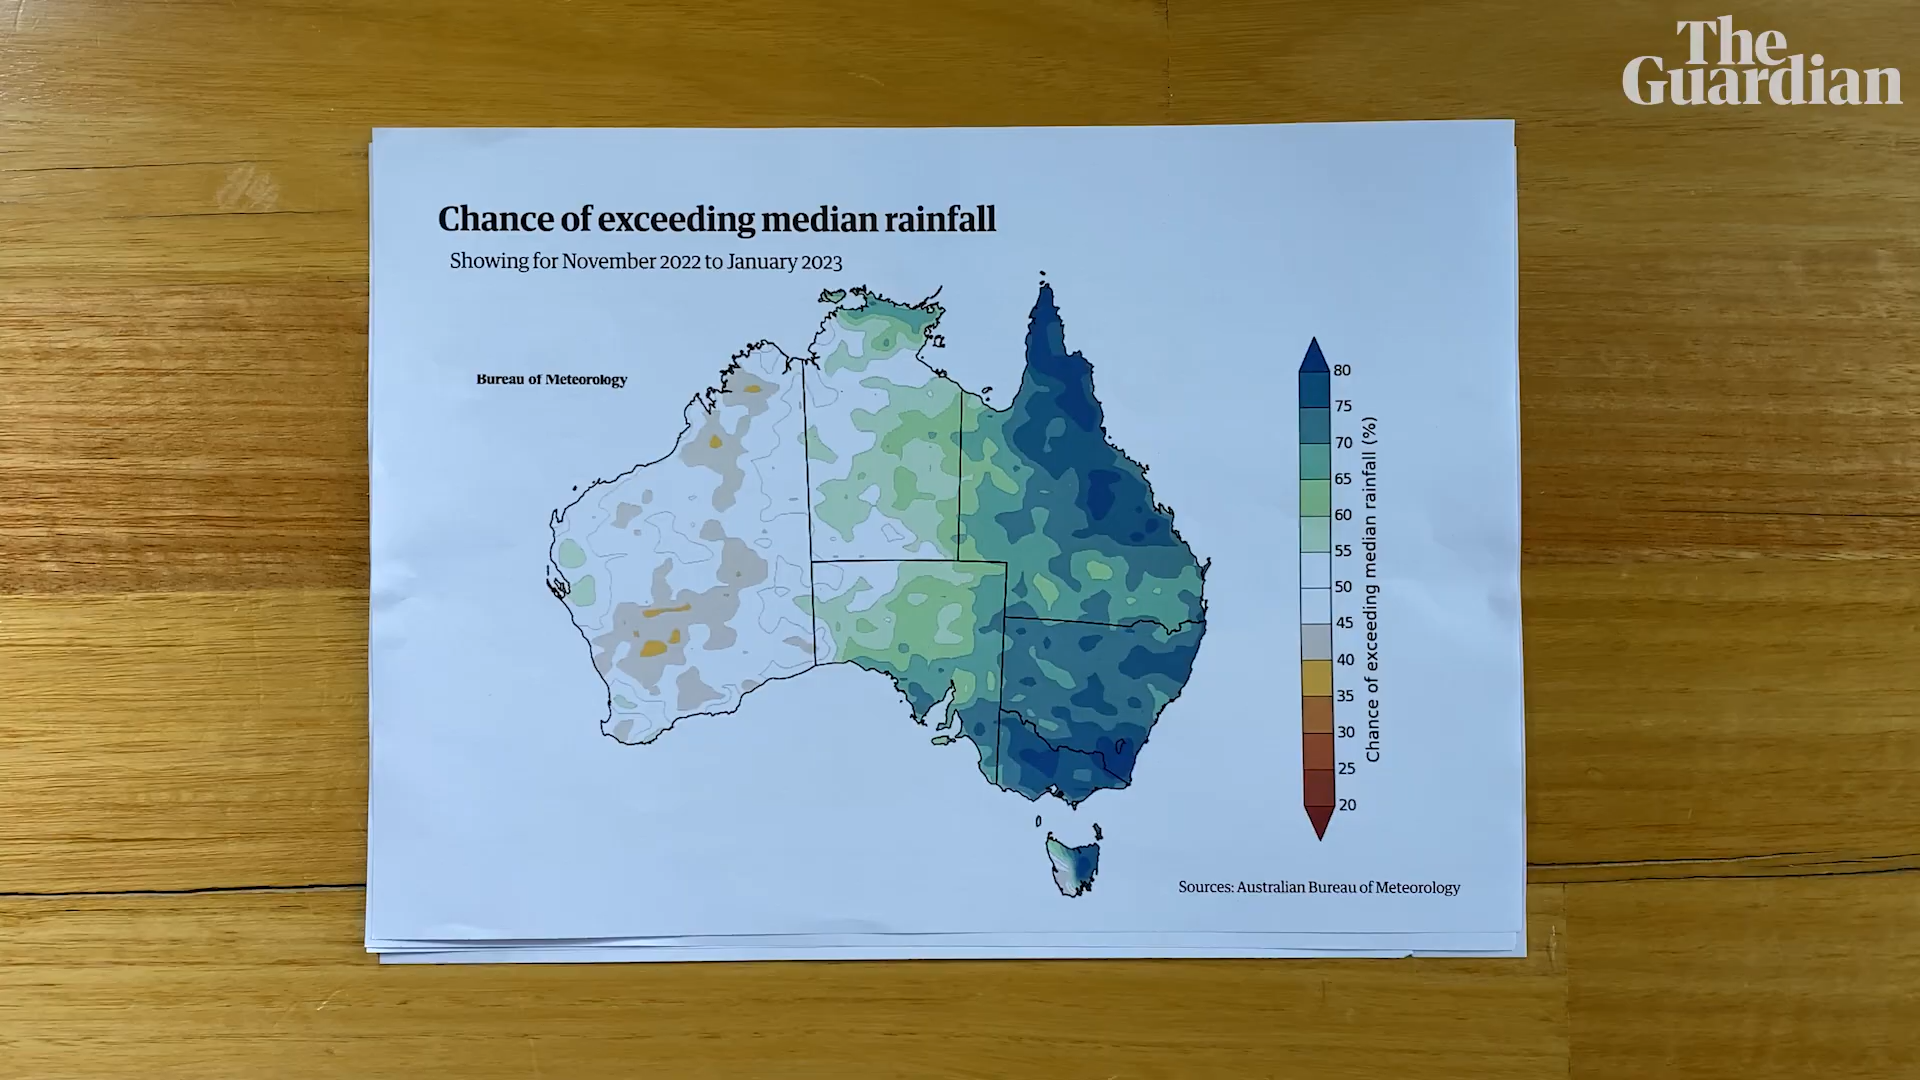 The
Guardian
Chance of exceeding median rainfall
Showing for November 2022 to January 2023
Bureau of Meteorology
80
75
70
65
60
55
50
45
40
35
30
25
20
Chance of exceeding median rainfall (%)
Sources: Australian Bureau of Meteorology